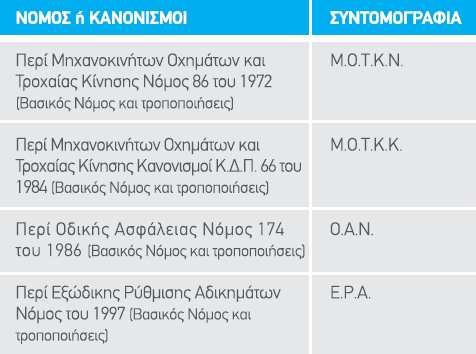 ΝΟΜΟΣ ή ΚΑΝΟΝΙΣΜΟΙ
ΣΥΝΤΟΜΟΓΡΑΦΙΑ
Περί Μηχανοκινήτων Οχημάτων και
Τροχαίας Κίνησης Νόμος 86 του 1972
(Βασικός Νόμος και τροποποιήσεις)
Μ.Ο.Τ.Κ.Ν.
Περί Μηχανοκινήτων Οχημάτων και
Τροχαίας Κίνησης Κανονισμοί Κ.Δ.Π. 66 του
1984 (Βασικός Νόμος και τροποποιήσεις)
Μ.Ο.Τ.Κ.Κ.
Περί Οδικής Ασφάλειας Νόμος 174
του 1986 (Βασικός Νόμος και τροποποιήσεις)
Ο.Α.Ν.
Περί Εξώδικης Ρύθμισης Αδικημάτων
Νόμος του 1997 (Βασικός Νόμος και
τροποποιήσεις)
Ε.Ρ.Α.